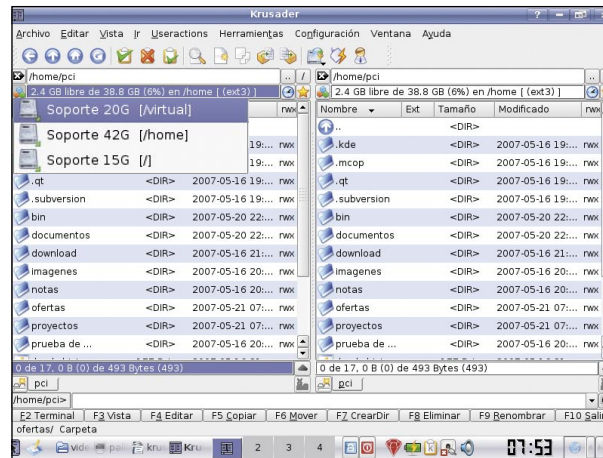 Krusader
Archivo Editar Vista Ir Useractions Herramientas Configuración Ventana Ayuda
/home/pci .. / /home/pci ..
2.4 GB libre de 38.8 GB (6%) en /home [ (ext3) ] 2.4 GB libre de 38.8 GB (6%) en /home [ (ext3) ]
Soporte 20G [/virtual] rwx Nombre Ext Tamaño Modificado rwx
.. <DIR>
Soporte 42G [/home] 19:... rwx .kde <DIR> 2007-05-16 19:... rwx
Soporte 15G [/] 19:... rwx .mcop <DIR> 2007-05-16 19:... rwx
.qt <DIR> 2007-05-16 19:... rwx .qt <DIR> 2007-05-16 19:... rwx
.subversion <DIR> 2007-05-16 19:... rwx .subversion <DIR> 2007-05-16 19:... rwx
bin <DIR> 2007-05-20 22:... rwx bin <DIR> 2007-05-20 22:... rwx
documentos <DIR> 2007-05-20 22:... rwx documentos <DIR> 2007-05-20 22:... rwx
download <DIR> 2007-05-16 21:... rwx download <DIR> 2007-05-16 21:... rwx
imagenes <DIR> 2007-05-16 20:... rwx imagenes <DIR> 2007-05-16 20:... rwx
notas <DIR> 2007-05-16 20:... rwx notas <DIR> 2007-05-16 20:... rwx
ofertas <DIR> 2007-05-21 07:... rwx ofertas <DIR> 2007-05-21 07:... rwx
proyectos <DIR> 2007-05-21 07:... rwx proyectos <DIR> 2007-05-21 07:... rwx
prueba de ... <DIR> 2007-05-16 20:... rwx prueba de ... <DIR> 2007-05-16 20:... rwx
0 de 17, 0 B (0) de 493 Bytes (493) 0 de 17, 0 B (0) de 493 Bytes (493)
pci pci
/home/pci>
F2 Terminal F3 Vista F4 Editar F5 Copiar F6 Mover F7 CrearDir F8 Eliminar F9 Renombrar F10 Salir
ofertas/ Carpeta
vide pali kru: Kru 2 3 4 07:53